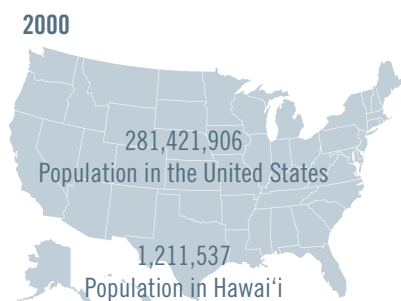 2000
281,421,906
Population in the United States
1,211,537
Population in Hawaiʻi